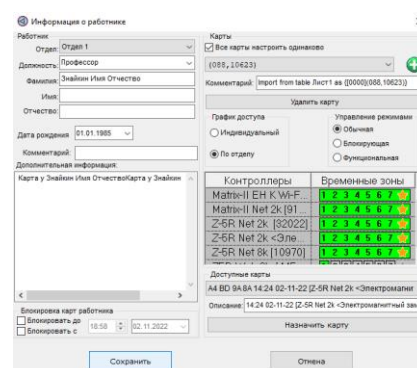 Информация о работнике
Работник
Отдел: Отдел 1
Должность: Профессор
Фамилия: Знайкин Имя Отчество
Имя:
Отчество:
Дата рождения 01.01.1985
Комментарий:
Дополнительная информация:
Карта у Знайкин Имя ОтчествоКарта у Знайкин
Блокировка карт работника
Блокировать до
Блокировать с
18:58 02.11.2022
Сохранить
Карты
Все карты настроить одинаково
(088,10623)
Комментарий: Import from table Лист1 as {[0000](088,10623)}
Удалить карту
График доступа
Индивидуальный
По отделу
Управление режимами
Обычная
Блокирующая
Функциональная
Контроллеры Временные зоны
Matrix-II EH K Wi-F... 1 2 3 4 5 6 7
Matrix-II Net 2k [91... 1 2 3 4 5 6 7
Z-5R Net 2k [32022] 1 2 3 4 5 6 7
Z-5R Net 2k <Эле... 1 2 3 4 5 6 7
Z-5R Net 8k [10970] 1 2 3 4 5 6 7
Доступные карты
A4 BD 9A 8A 14:24 02-11-22 [Z-5R Net 2k <Электромагни
Описание: 14:24 02-11-22 [Z-5R Net 2k <Электромагнитный зам
Назначить карту
Отмена